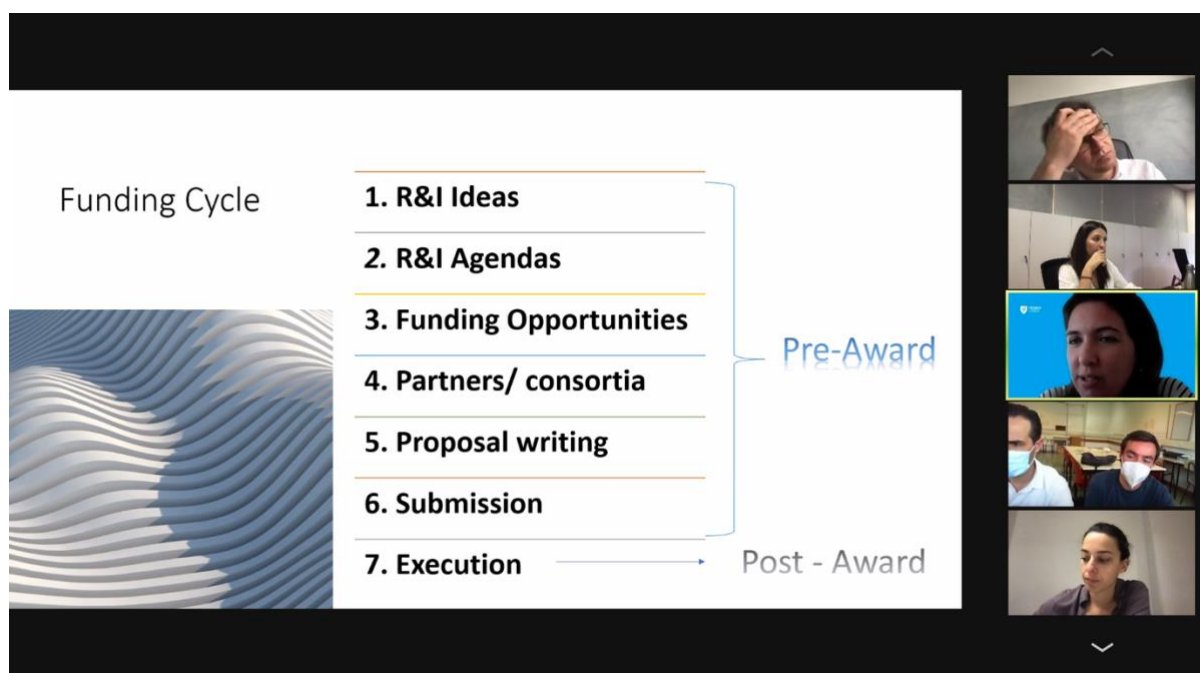 Funding Cycle
1. R&I Ideas
2. R&I Agendas
3. Funding Opportunities
4. Partners/ consortia
5. Proposal writing
6. Submission
7. Execution
Pre-Award
Post - Award